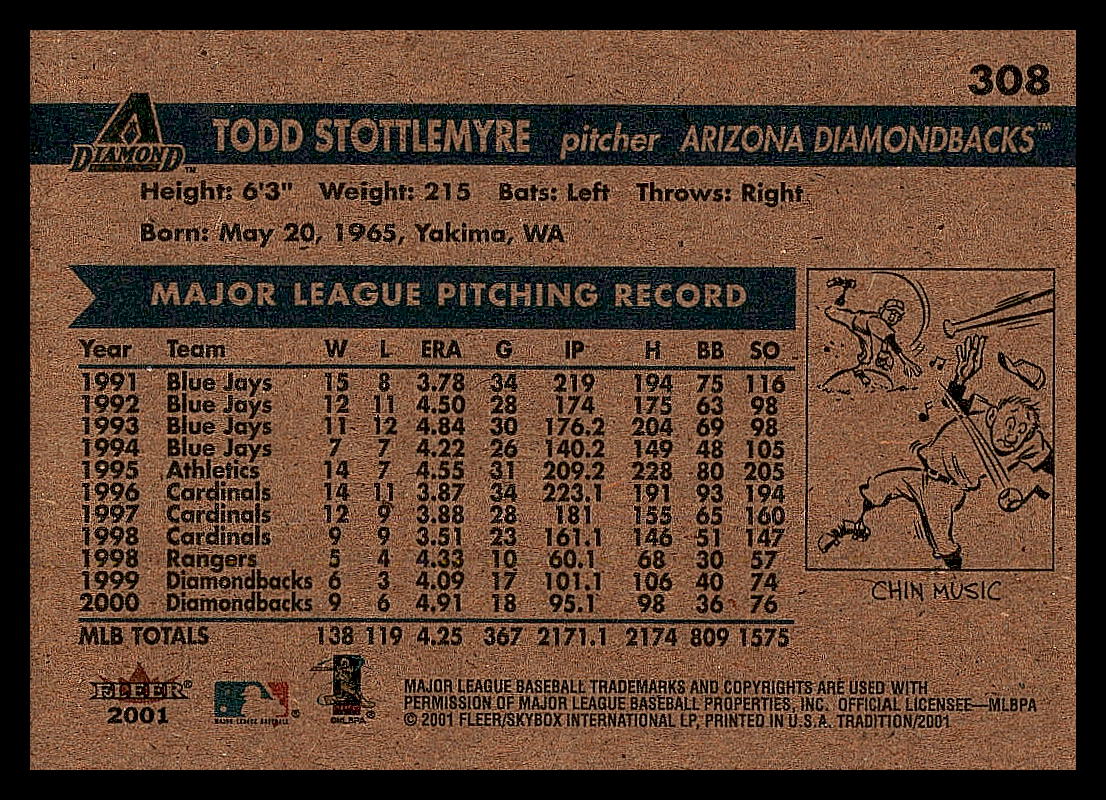 308
DIAMOND™ TODD STOTTLEMYRE pitcher ARIZONA DIAMONDBACKS™
Height: 6'3" Weight: 215 Bats: Left Throws: Right
Born: May 20, 1965, Yakima, WA
MAJOR LEAGUE PITCHING RECORD
Year Team W L ERA G IP H BB SO
1991 Blue Jays 15 8 3.78 34 219 194 75 116
1992 Blue Jays 12 11 4.50 28 174 175 63 98
1993 Blue Jays 11 12 4.84 30 176.2 204 69 98
1994 Blue Jays 7 7 4.22 26 140.2 149 48 105
1995 Athletics 14 7 4.55 31 209.2 228 80 205
1996 Cardinals 14 11 3.87 34 223.1 191 93 194
1997 Cardinals 12 9 3.88 28 181 155 65 160
1998 Cardinals 9 9 3.51 23 161.1 146 51 147
1998 Rangers 5 4 4.33 10 60.1 68 30 57
1999 Diamondbacks 6 3 4.09 17 101.1 106 40 74
2000 Diamondbacks 9 6 4.91 18 95.1 98 36 76
MLB TOTALS 138 119 4.25 367 2171.1 2174 809 1575
CHIN MUSIC
FLEER®
2001
MAJOR LEAGUE BASEBALL®
©MLBPA ®
MAJOR LEAGUE BASEBALL TRADEMARKS AND COPYRIGHTS ARE USED WITH
PERMISSION OF MAJOR LEAGUE BASEBALL PROPERTIES, INC. OFFICIAL LICENSEE—MLBPA
© 2001 FLEER/SKYBOX INTERNATIONAL LP, PRINTED IN U.S.A. TRADITION/2001